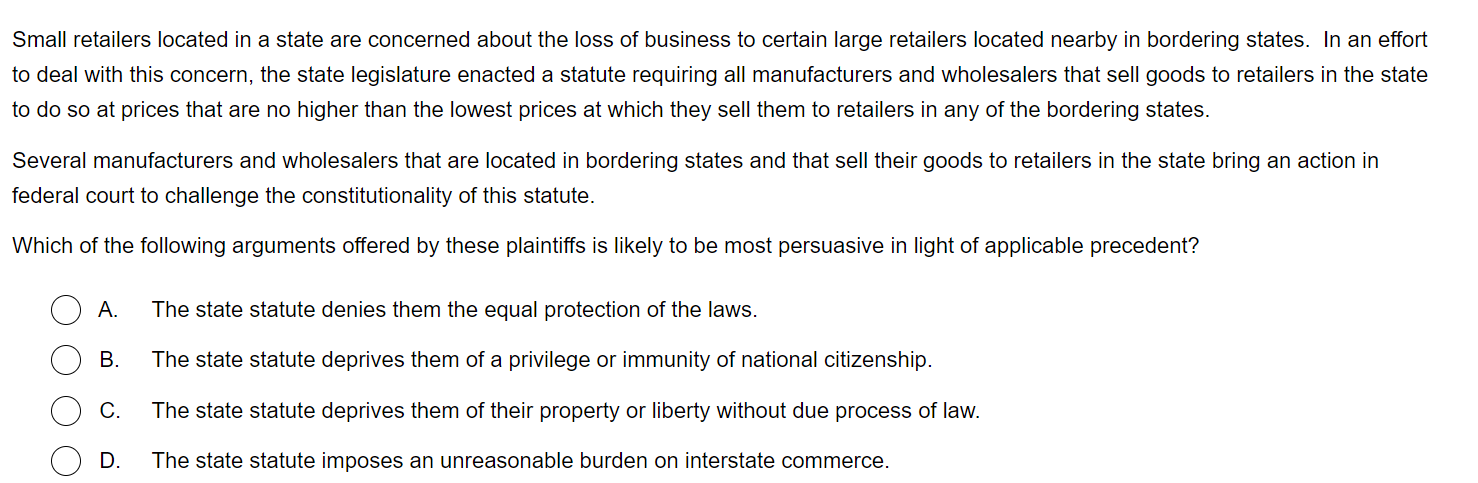 Small retailers located in a state are concerned about the loss of business to certain large retailers located nearby in bordering states.  In an effort
to deal with this concern, the state legislature enacted a statute requiring all manufacturers and wholesalers that sell goods to retailers in the state
to do so at prices that are no higher than the lowest prices at which they sell them to retailers in any of the bordering states.
Several manufacturers and wholesalers that are located in bordering states and that sell their goods to retailers in the state bring an action in
federal court to challenge the constitutionality of this statute.
Which of the following arguments offered by these plaintiffs is likely to be most persuasive in light of applicable precedent?
A. The state statute denies them the equal protection of the laws.
B. The state statute deprives them of a privilege or immunity of national citizenship.
C. The state statute deprives them of their property or liberty without due process of law.
D. The state statute imposes an unreasonable burden on interstate commerce.